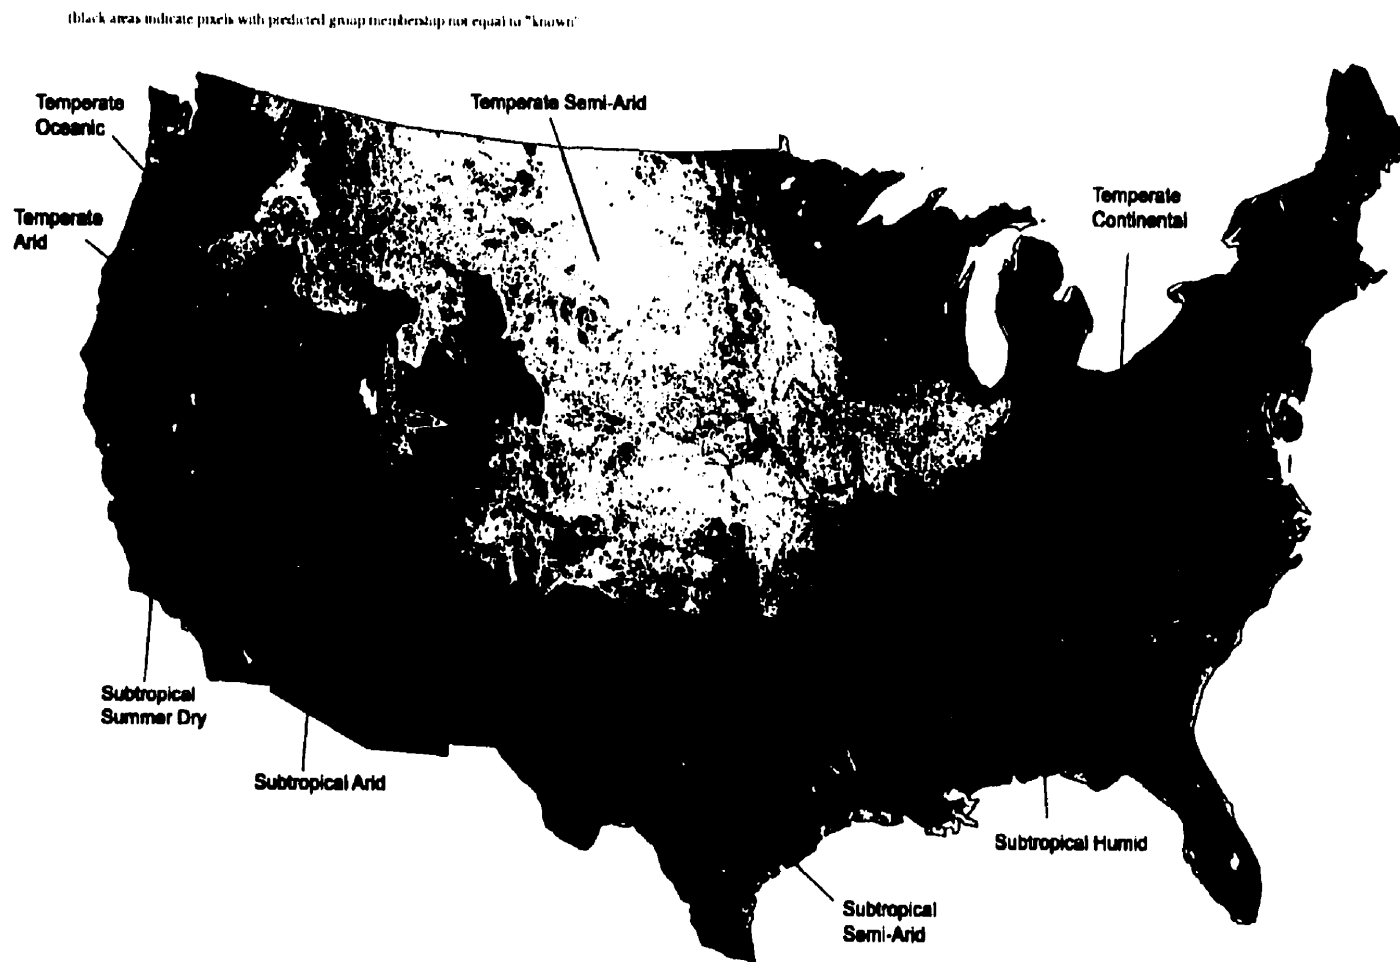 (black areas indicate pixels with predicted group membership not equal to "known"
Temperate
Oceanic
Temperate Semi-Arid
Temperate
Continental
Temperate
Arid
Subtropical
Summer Dry
Subtropical Arid
Subtropical Humid
Subtropical
Semi-Arid